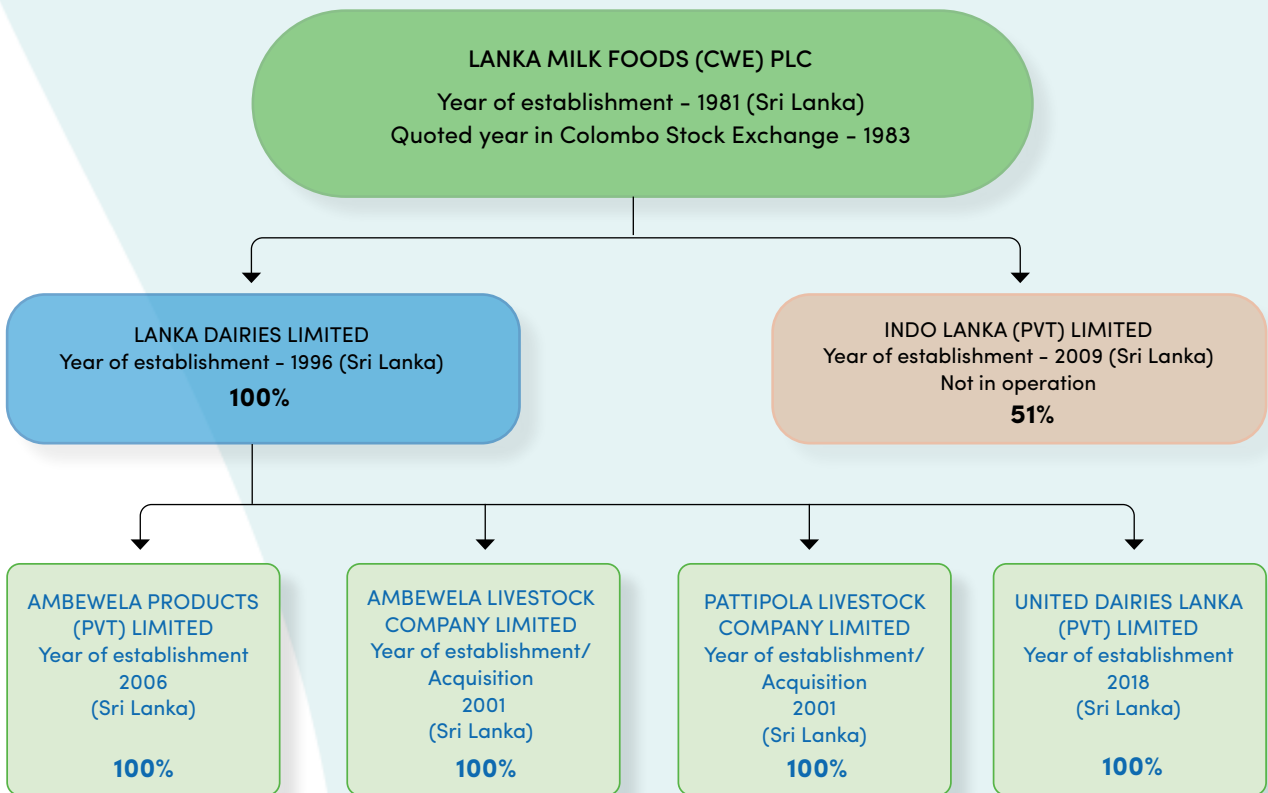 LANKA MILK FOODS (CWE) PLC
Year of establishment - 1981 (Sri Lanka)
Quoted year in Colombo Stock Exchange - 1983
LANKA DAIRIES LIMITED
Year of establishment - 1996 (Sri Lanka)
100%
INDO LANKA (PVT) LIMITED
Year of establishment - 2009 (Sri Lanka)
Not in operation
51%
AMBEWELA PRODUCTS
(PVT) LIMITED
Year of establishment
2006
(Sri Lanka)
100%
AMBEWELA LIVESTOCK
COMPANY LIMITED
Year of establishment/
Acquisition
2001
(Sri Lanka)
100%
PATTIPOLA LIVESTOCK
COMPANY LIMITED
Year of establishment/
Acquisition
2001
(Sri Lanka)
100%
UNITED DAIRIES LANKA
(PVT) LIMITED
Year of establishment
2018
(Sri Lanka)
100%